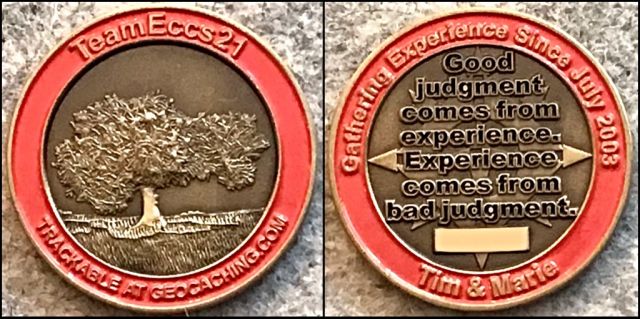 TeamEccs21
TRACKABLE AT GEOCACHING.COM
Gathering Experience Since July 2003
Good
judgment
comes from
experience.
Experience
comes from
bad judgment.
Tim & Marie